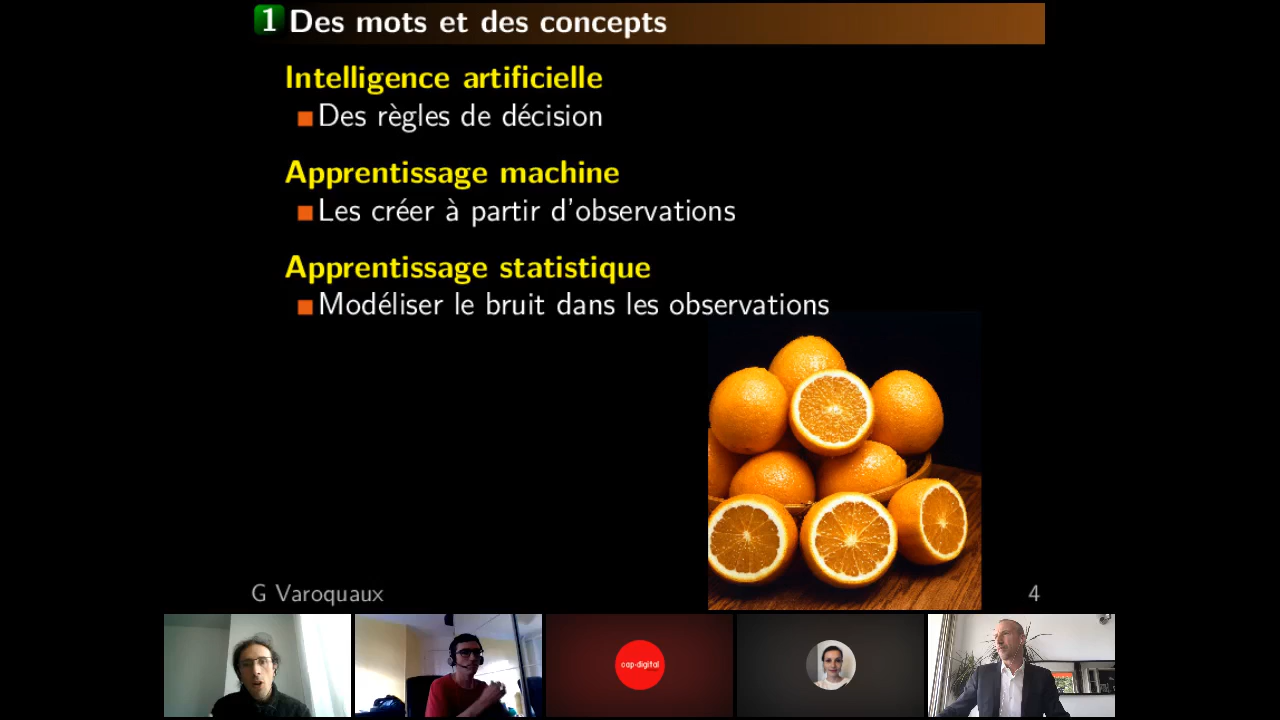 1 Des mots et des concepts
Intelligence artificielle
Des règles de décision
Apprentissage machine
Les créer à partir d'observations
Apprentissage statistique
Modéliser le bruit dans les observations
G Varoquaux
4
cap·digital